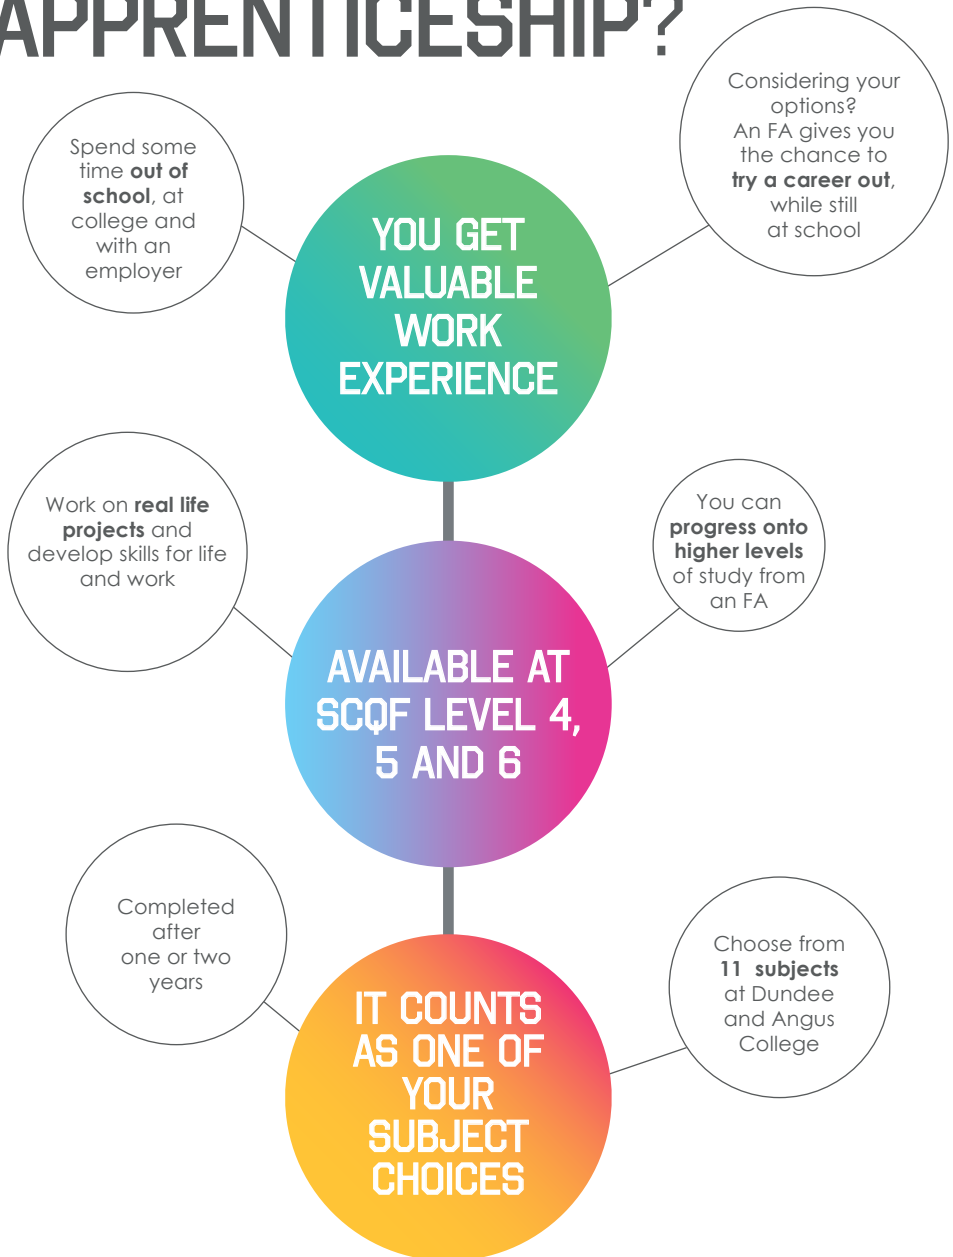 APPRENTICESHIP?
Considering your
options?
An FA gives you
the chance to
try a career out,
while still
at school
Spend some
time out of
school, at
college and
with an
employer
YOU GET
VALUABLE
WORK
EXPERIENCE
Work on real life
projects and
develop skills for life
and work
You can
progress onto
higher levels
of study from
an FA
AVAILABLE AT
SCQF LEVEL 4,
5 AND 6
Completed
after
one or two
years
Choose from
11 subjects
at Dundee
and Angus
College
IT COUNTS
AS ONE OF
YOUR
SUBJECT
CHOICES